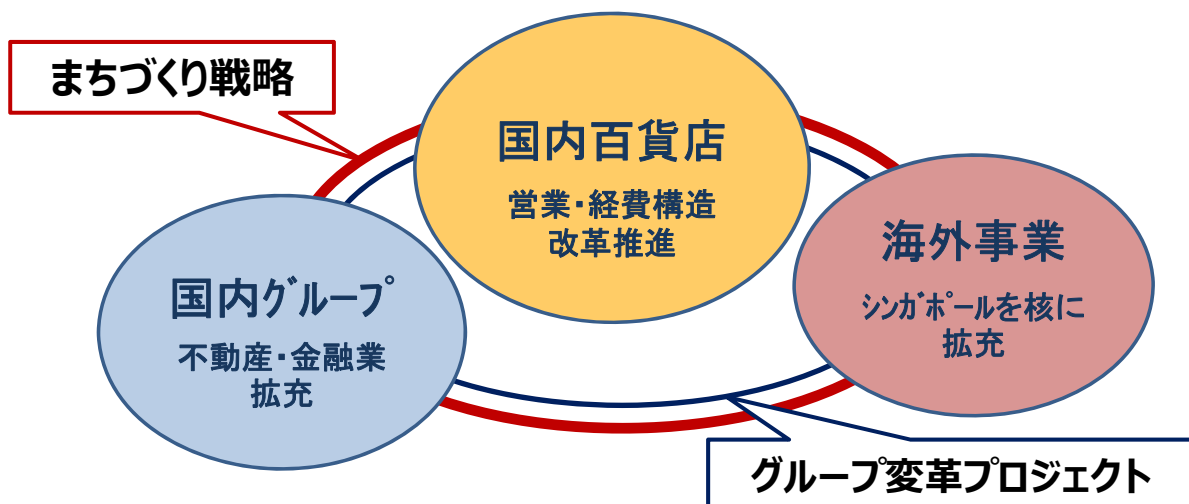 まちづくり戦略
国内百貨店
営業・経費構造
改革推進
海外事業
シンガポールを核に
拡充
国内グループ
不動産・金融業
拡充
グループ変革プロジェクト